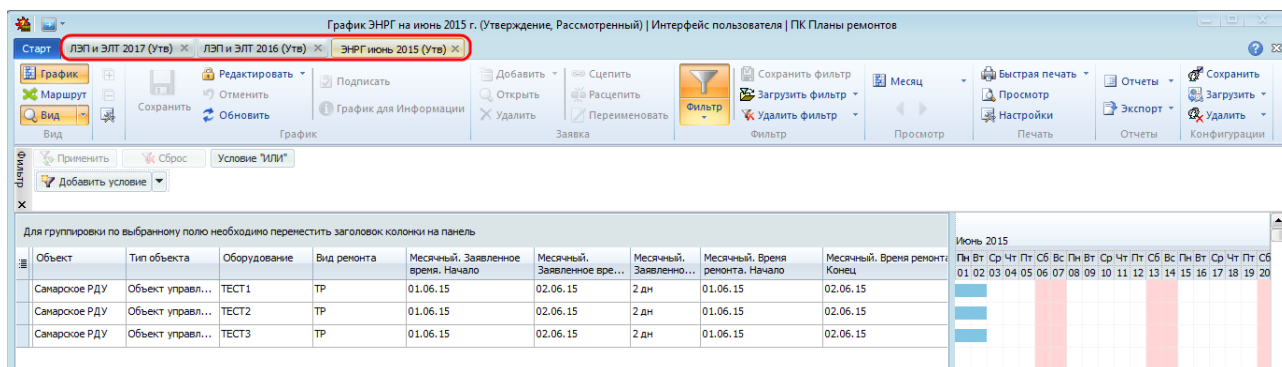 График ЭНРГ на июнь 2015 г. (Утверждение, Рассмотренный) | Интерфейс пользователя | ПК Планы ремонтов
Старт ЛЭП и ЭЛТ 2017 (Утв) ЛЭП и ЭЛТ 2016 (Утв) ЭНРГ июнь 2015 (Утв)
График Редактировать Подписать Добавить Сцепить Сохранить фильтр Месяц Быстрая печать Отчеты Сохранить
Маршрут Сохранить Отменить Открыть Расцепить Фильтр Загрузить фильтр Просмотр Загрузить
Вид Обновить График для Информации Удалить Переименовать Удалить фильтр Настройки Экспорт Удалить
Вид График Заявка Фильтр Просмотр Печать Отчеты Конфигурации
Фильтр
Применить Сброс Условие "ИЛИ"
Добавить условие
Для группировки по выбранному полю необходимо переместить заголовок колонки на панель
Июнь 2015
Объект Тип объекта Оборудование Вид ремонта Месячный. Заявленное Месячный. Месячный. Месячный. Время Месячный. Время ремонта Пн Вт Ср Чт Пт Сб Вс Пн Вт Ср Чт Пт Сб Вс Пн Вт Ср Чт Пт Сб
время. Начало Заявленное вре... Заявленно... ремонта. Начало Конец 01 02 03 04 05 06 07 08 09 10 11 12 13 14 15 16 17 18 19 20
Самарское РДУ Объект управл... ТЕСТ1 ТР 01.06.15 02.06.15 2 дн 01.06.15 02.06.15
Самарское РДУ Объект управл... ТЕСТ2 ТР 01.06.15 02.06.15 2 дн 01.06.15 02.06.15
Самарское РДУ Объект управл... ТЕСТ3 ТР 01.06.15 02.06.15 2 дн 01.06.15 02.06.15